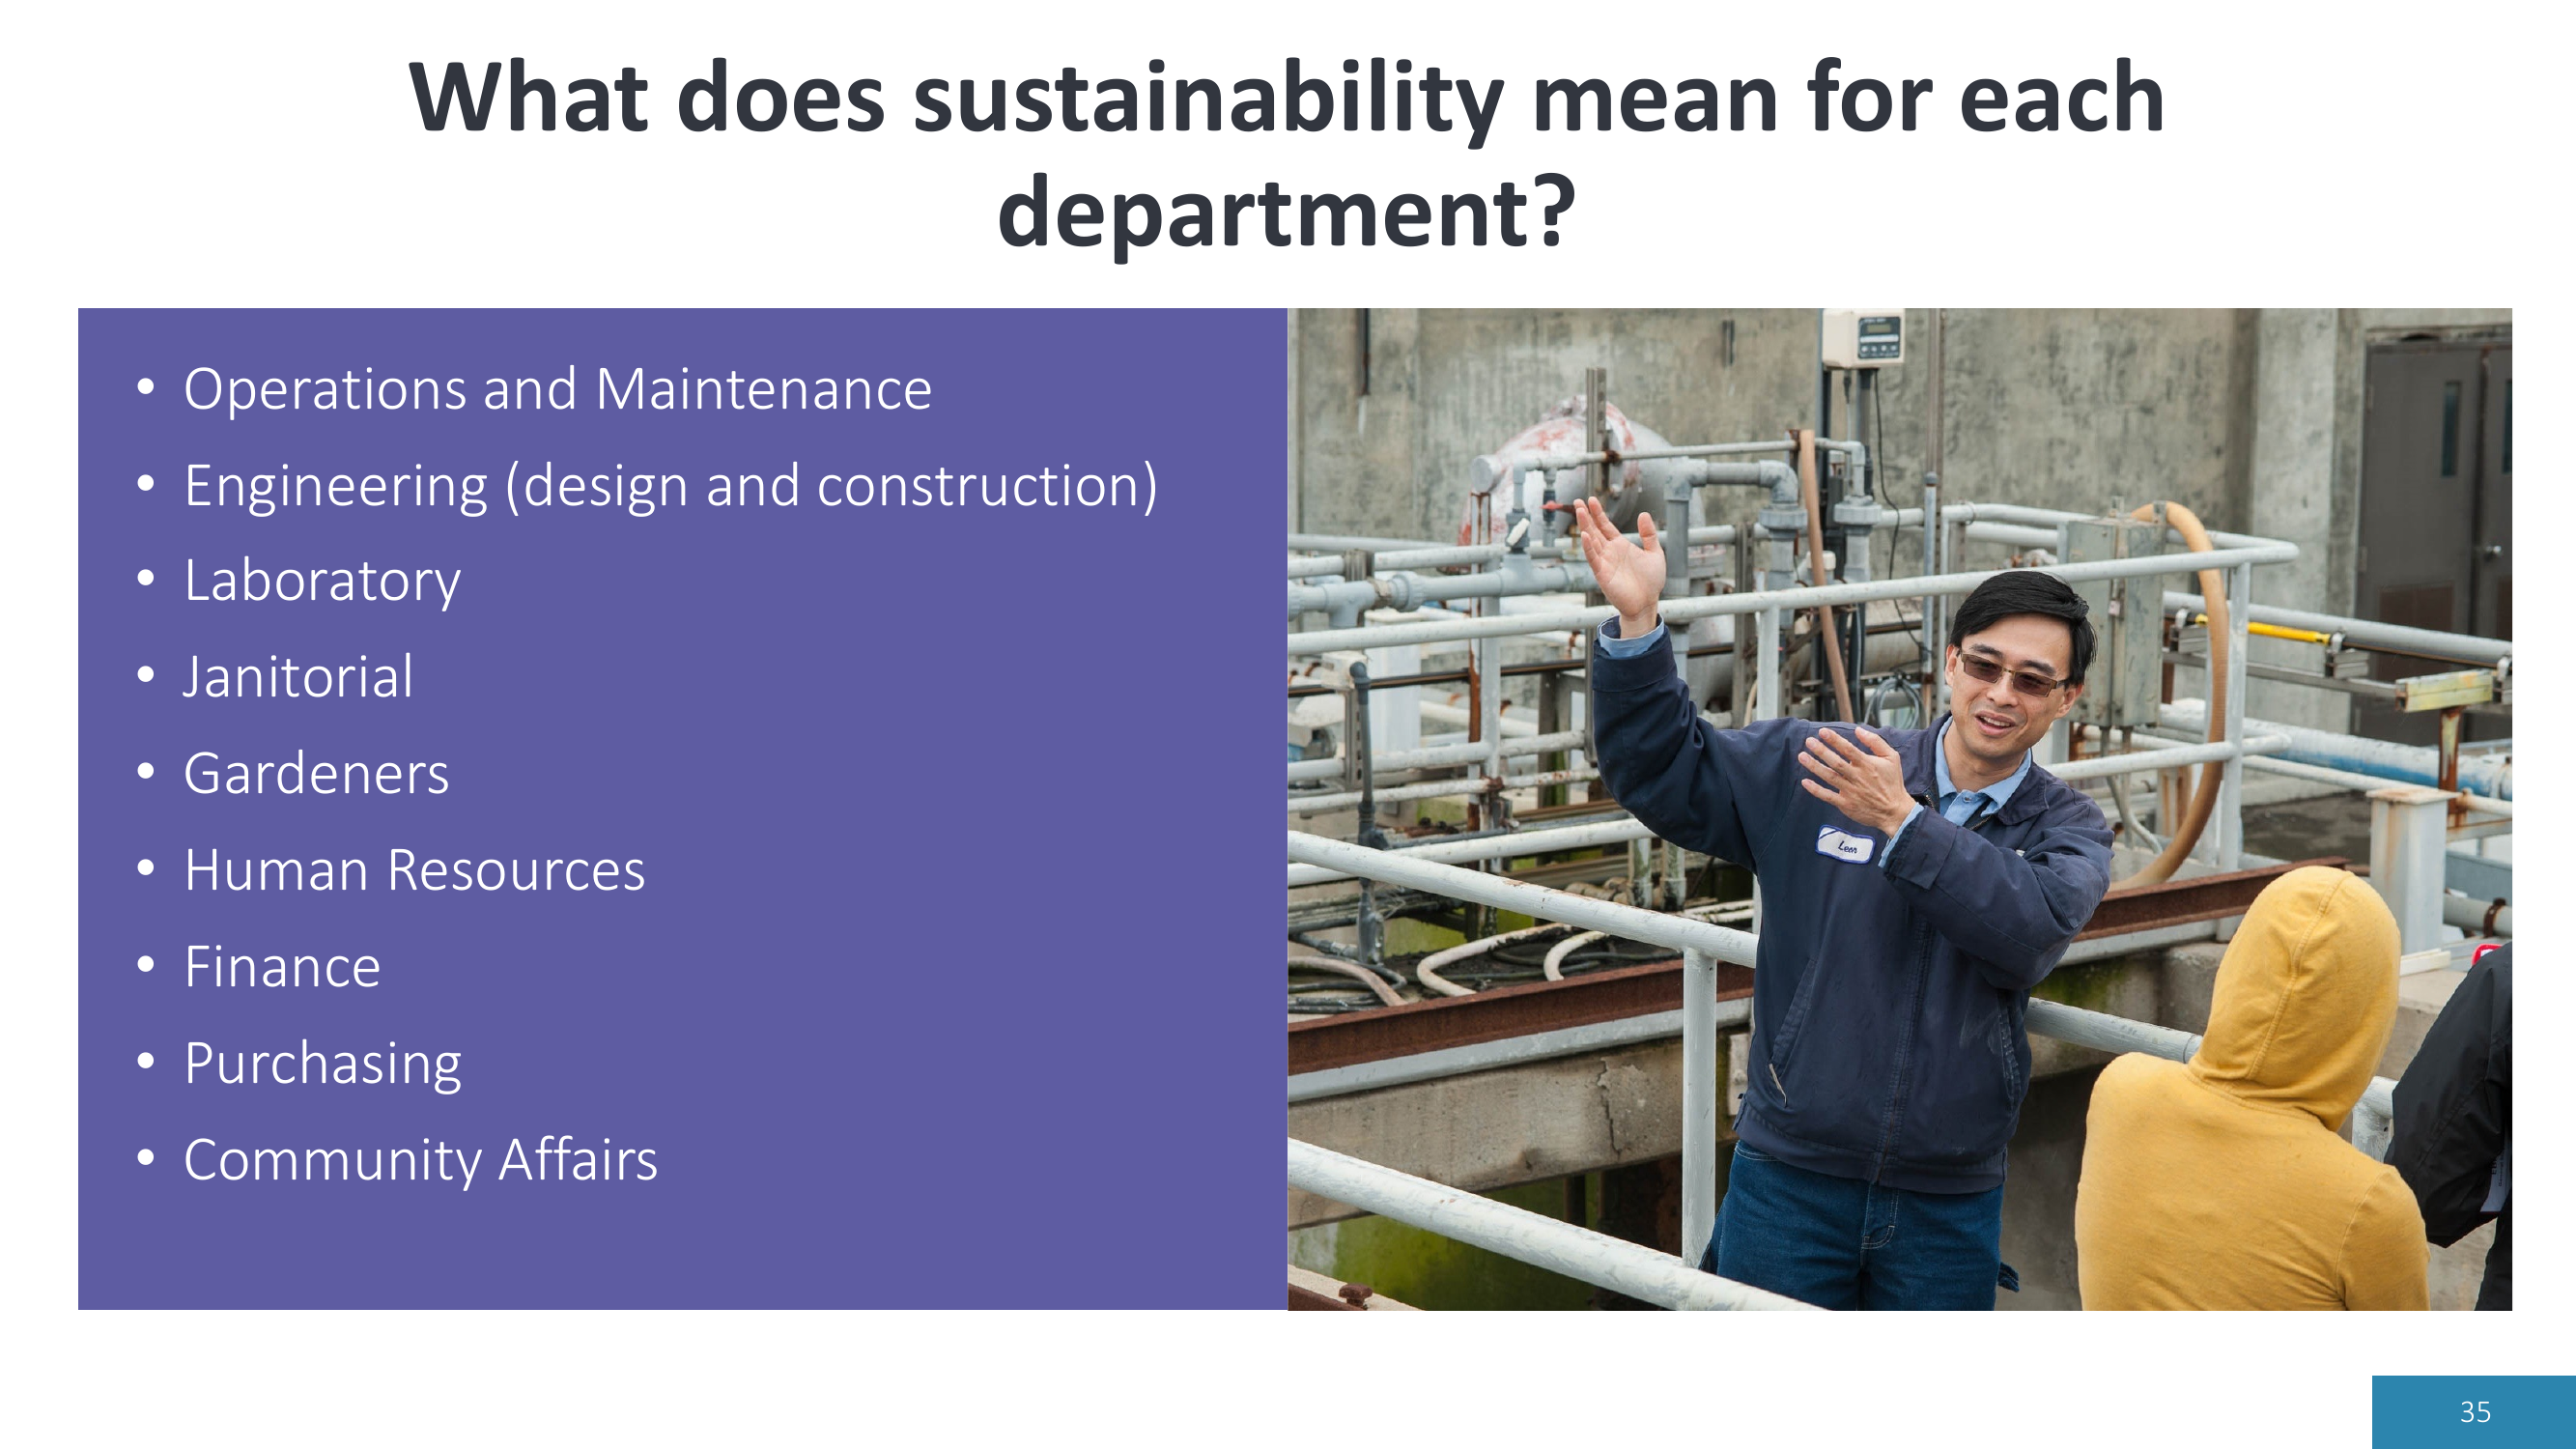 What does sustainability mean for each
department?
• Operations and Maintenance
• Engineering (design and construction)
• Laboratory
• Janitorial
• Gardeners
• Human Resources
• Finance
• Purchasing
• Community Affairs
Leon
35